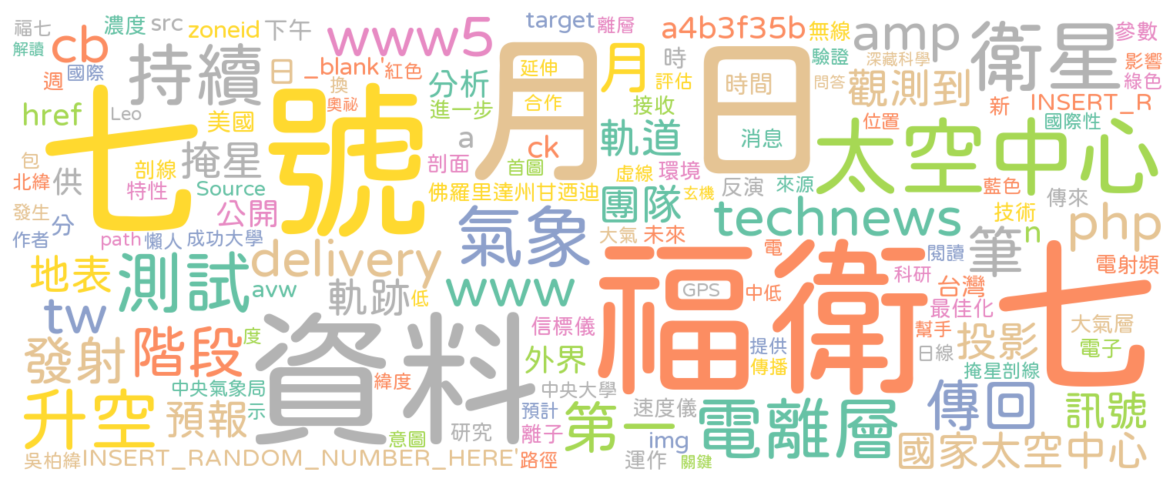 福七 濃度 src zoneid 下午 www5 target 離層 a4b3f35b 無線 amp 衛星 參數
解讀 cb 國際 持續 _blank' 紅色 延伸 月 時 驗證 深藏科學 影響
週 日 換 分析 合作 月 日 評估 時間 問答 觀測到 綠色
href 美國 Leo 奧祕 進一步 接收 新 INSERT_R
七 號 a ck 軌道 消息 位置 國際性 太空中心
包 剖線 掩星 剖面 首圖 虛線 環境
北緯 供 特性 Source 佛羅里達州甘迺迪 玄機 反演 來源 藍色 傳來
發生 分 公開 氣象 團隊 technews 技術 n php
作者 path 懶人 成功大學 大氣 未來 電 閱讀 筆 電射頻
地表 測試 delivery www 福衛七 GPS 中低 科研 台灣
tw avw 軌跡 低 信標儀 最佳化 大氣層
發射 階段 度 資料 外界 提供 幫手 日線 投影 電子
中央氣象局 緯度 中央大學 傳播 掩星剖線
升空 預報 示 預計 第一 速度儀 電離層 傳回 訊號
意圖 研究 離子 img
吳柏緯 INSERT_RANDOM_NUMBER_HERE' 路徑 運作 關鍵 國家太空中心